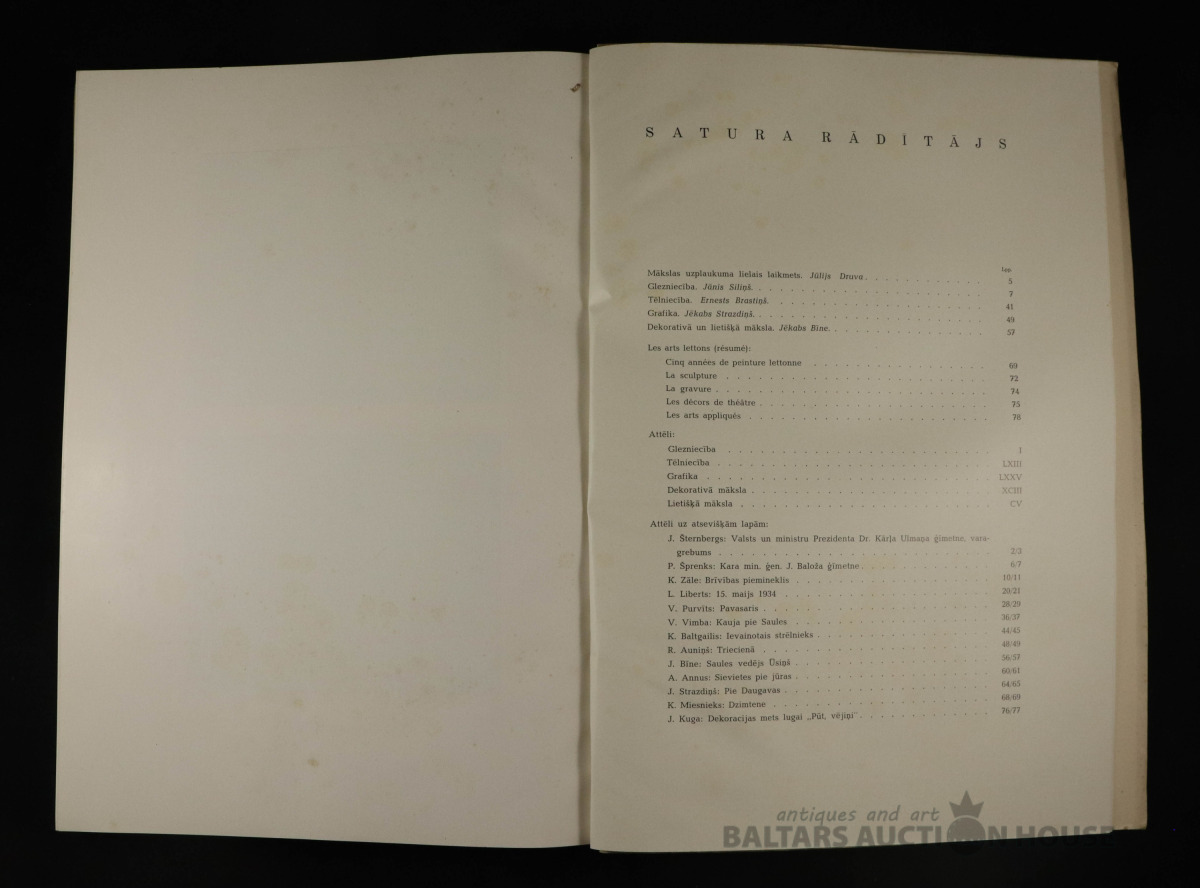 SATURA RĀDĪTĀJS
lpp.
Mākslas uzplaukuma lielais laikmets. Jūlijs Druva. 5
Glezniecība. Jānis Siliņš. 7
Tēlniecība. Ernests Brastiņš. 41
Grafika. Jēkabs Strazdiņš. 49
Dekorativā un lietišķā māksla. Jēkabs Bine. 57
Les arts lettons (résumé):
Cinq années de peinture lettonne 69
La sculpture 72
La gravure 74
Les décors de théâtre 75
Les arts appliqués 76
Attēli:
Glezniecība I
Tēlniecība LXIII
Grafika LXXV
Dekorativā māksla XCIII
Lietišķā māksla CV
Attēli uz atsevišķām lapām:
J. Šternbergs: Valsts un ministru Prezidenta Dr. Kārļa Ulmaņa ģimetne, vara-
grebums 2/3
P. Šprenks: Kara min. ģen. J. Baloža ģīmetne 6/7
K. Zāle: Brīvības piemineklis 10/11
L. Liberts: 15. maijs 1934 20/21
V. Purvīts: Pavasaris 28/29
V. Vimba: Kauja pie Saules 36/37
K. Baltgailis: Ievainotais strēlnieks 44/45
R. Auniņš: Triecienā 48/49
J. Bīne: Saules vedējs Ūsiņš 56/57
A. Annus: Sievietes pie jūras 60/61
J. Strazdiņš: Pie Daugavas 64/65
K. Miesnieks: Dzimtene 68/69
J. Kuga: Dekoracijas mets lugai „Pūt, vējiņi" 76/77
antiques and art
BALTARS AUCTION HOUSE